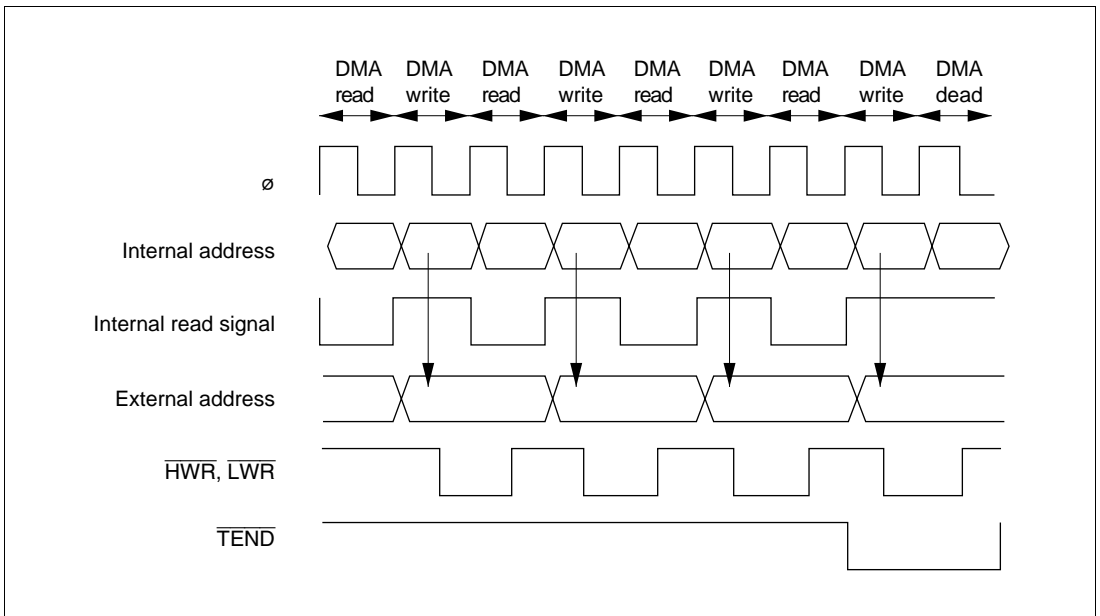 DMA DMA DMA DMA DMA DMA DMA DMA DMA
read write read write read write read write dead
ø
Internal address
Internal read signal
External address
HWR, LWR
TEND